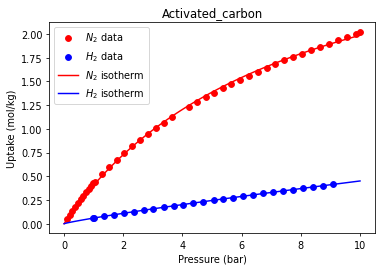 Activated_carbon
N₂ data
H₂ data
N₂ isotherm
H₂ isotherm
Uptake (mol/kg)
2.00
1.75
1.50
1.25
1.00
0.75
0.50
0.25
0.00
0 2 4 6 8 10
Pressure (bar)